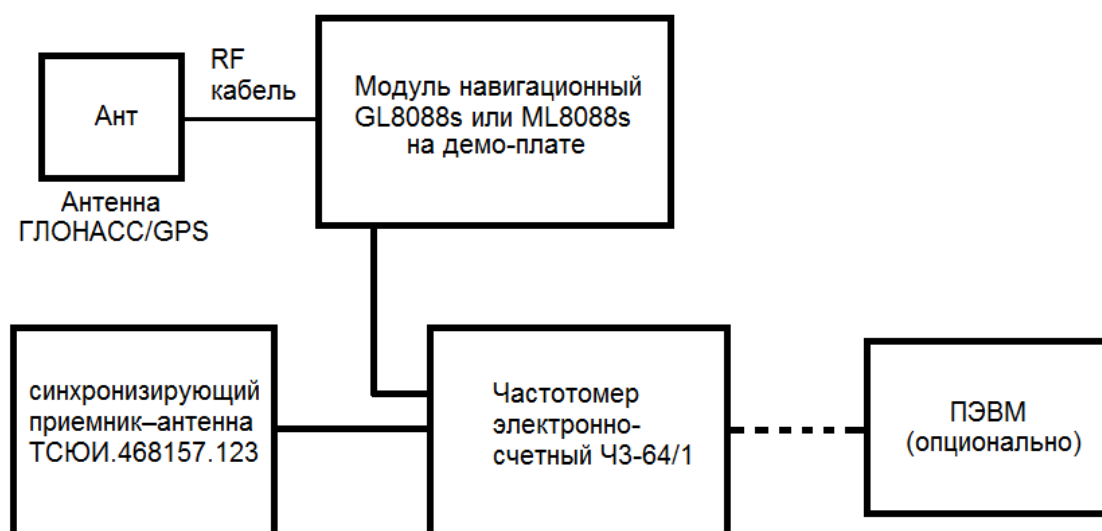 Ант
Антенна
ГЛОНАСС/GPS
RF
кабель
Модуль навигационный
GL8088s или ML8088s
на демо-плате
синхронизирующий
приемник–антенна
ТСЮИ.468157.123
Частотомер
электронно-
счетный Ч3-64/1
ПЭВМ
(опционально)